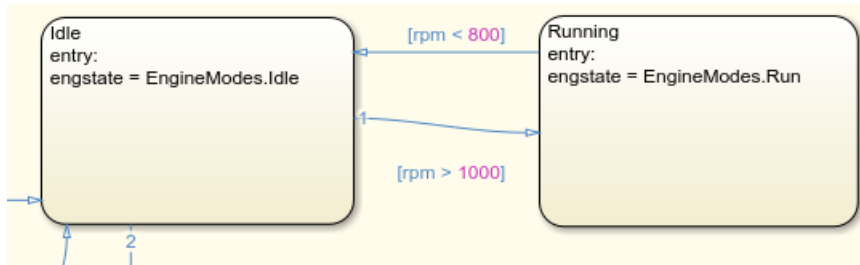 Idle
entry:
engstate = EngineModes.Idle
[rpm < 800]
Running
entry:
engstate = EngineModes.Run
1
[rpm > 1000]
2